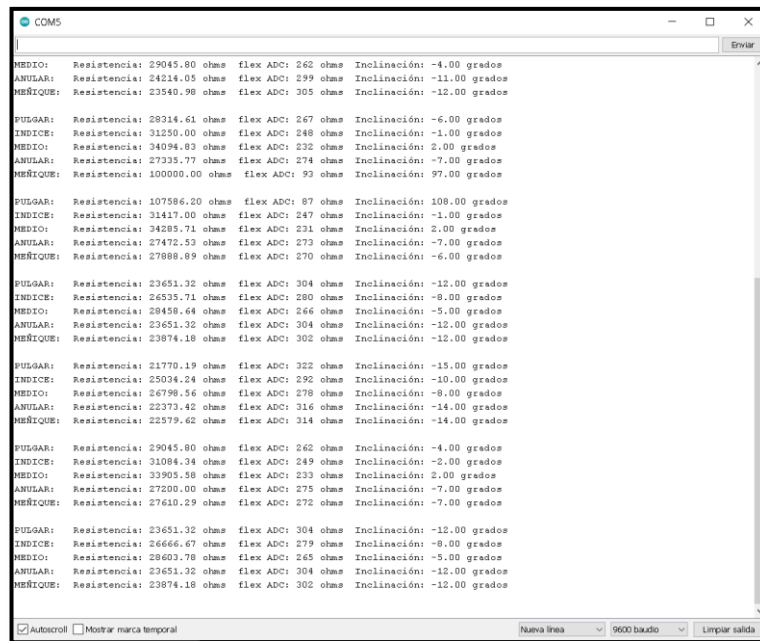 COM5
Enviar
MEDIO: Resistencia: 29045.80 ohms flex ADC: 262 ohms Inclinación: -4.00 grados
ANULAR: Resistencia: 24214.05 ohms flex ADC: 299 ohms Inclinación: -11.00 grados
MEÑIQUE: Resistencia: 23540.98 ohms flex ADC: 305 ohms Inclinación: -12.00 grados
PULGAR: Resistencia: 28314.61 ohms flex ADC: 267 ohms Inclinación: -6.00 grados
INDICE: Resistencia: 31250.00 ohms flex ADC: 248 ohms Inclinación: -1.00 grados
MEDIO: Resistencia: 34094.83 ohms flex ADC: 232 ohms Inclinación: 2.00 grados
ANULAR: Resistencia: 27335.77 ohms flex ADC: 274 ohms Inclinación: -7.00 grados
MEÑIQUE: Resistencia: 100000.00 ohms flex ADC: 93 ohms Inclinación: 97.00 grados
PULGAR: Resistencia: 107586.20 ohms flex ADC: 87 ohms Inclinación: 108.00 grados
INDICE: Resistencia: 31417.00 ohms flex ADC: 247 ohms Inclinación: -1.00 grados
MEDIO: Resistencia: 34285.71 ohms flex ADC: 231 ohms Inclinación: 2.00 grados
ANULAR: Resistencia: 27472.53 ohms flex ADC: 273 ohms Inclinación: -7.00 grados
MEÑIQUE: Resistencia: 27888.89 ohms flex ADC: 270 ohms Inclinación: -6.00 grados
PULGAR: Resistencia: 23651.32 ohms flex ADC: 304 ohms Inclinación: -12.00 grados
INDICE: Resistencia: 26535.71 ohms flex ADC: 280 ohms Inclinación: -8.00 grados
MEDIO: Resistencia: 28458.64 ohms flex ADC: 266 ohms Inclinación: -5.00 grados
ANULAR: Resistencia: 23651.32 ohms flex ADC: 304 ohms Inclinación: -12.00 grados
MEÑIQUE: Resistencia: 23874.18 ohms flex ADC: 302 ohms Inclinación: -12.00 grados
PULGAR: Resistencia: 21770.19 ohms flex ADC: 322 ohms Inclinación: -15.00 grados
INDICE: Resistencia: 25034.24 ohms flex ADC: 292 ohms Inclinación: -10.00 grados
MEDIO: Resistencia: 26798.56 ohms flex ADC: 278 ohms Inclinación: -8.00 grados
ANULAR: Resistencia: 22373.42 ohms flex ADC: 316 ohms Inclinación: -14.00 grados
MEÑIQUE: Resistencia: 22579.62 ohms flex ADC: 314 ohms Inclinación: -14.00 grados
PULGAR: Resistencia: 29045.80 ohms flex ADC: 262 ohms Inclinación: -4.00 grados
INDICE: Resistencia: 31084.34 ohms flex ADC: 249 ohms Inclinación: -2.00 grados
MEDIO: Resistencia: 33905.58 ohms flex ADC: 233 ohms Inclinación: 2.00 grados
ANULAR: Resistencia: 27200.00 ohms flex ADC: 275 ohms Inclinación: -7.00 grados
MEÑIQUE: Resistencia: 27610.29 ohms flex ADC: 272 ohms Inclinación: -7.00 grados
PULGAR: Resistencia: 23651.32 ohms flex ADC: 304 ohms Inclinación: -12.00 grados
INDICE: Resistencia: 26666.67 ohms flex ADC: 279 ohms Inclinación: -8.00 grados
MEDIO: Resistencia: 28603.78 ohms flex ADC: 265 ohms Inclinación: -5.00 grados
ANULAR: Resistencia: 23651.32 ohms flex ADC: 304 ohms Inclinación: -12.00 grados
MEÑIQUE: Resistencia: 23874.18 ohms flex ADC: 302 ohms Inclinación: -12.00 grados
Autoscroll Mostrar marca temporal Nueva línea 9600 baudio Limpiar salida